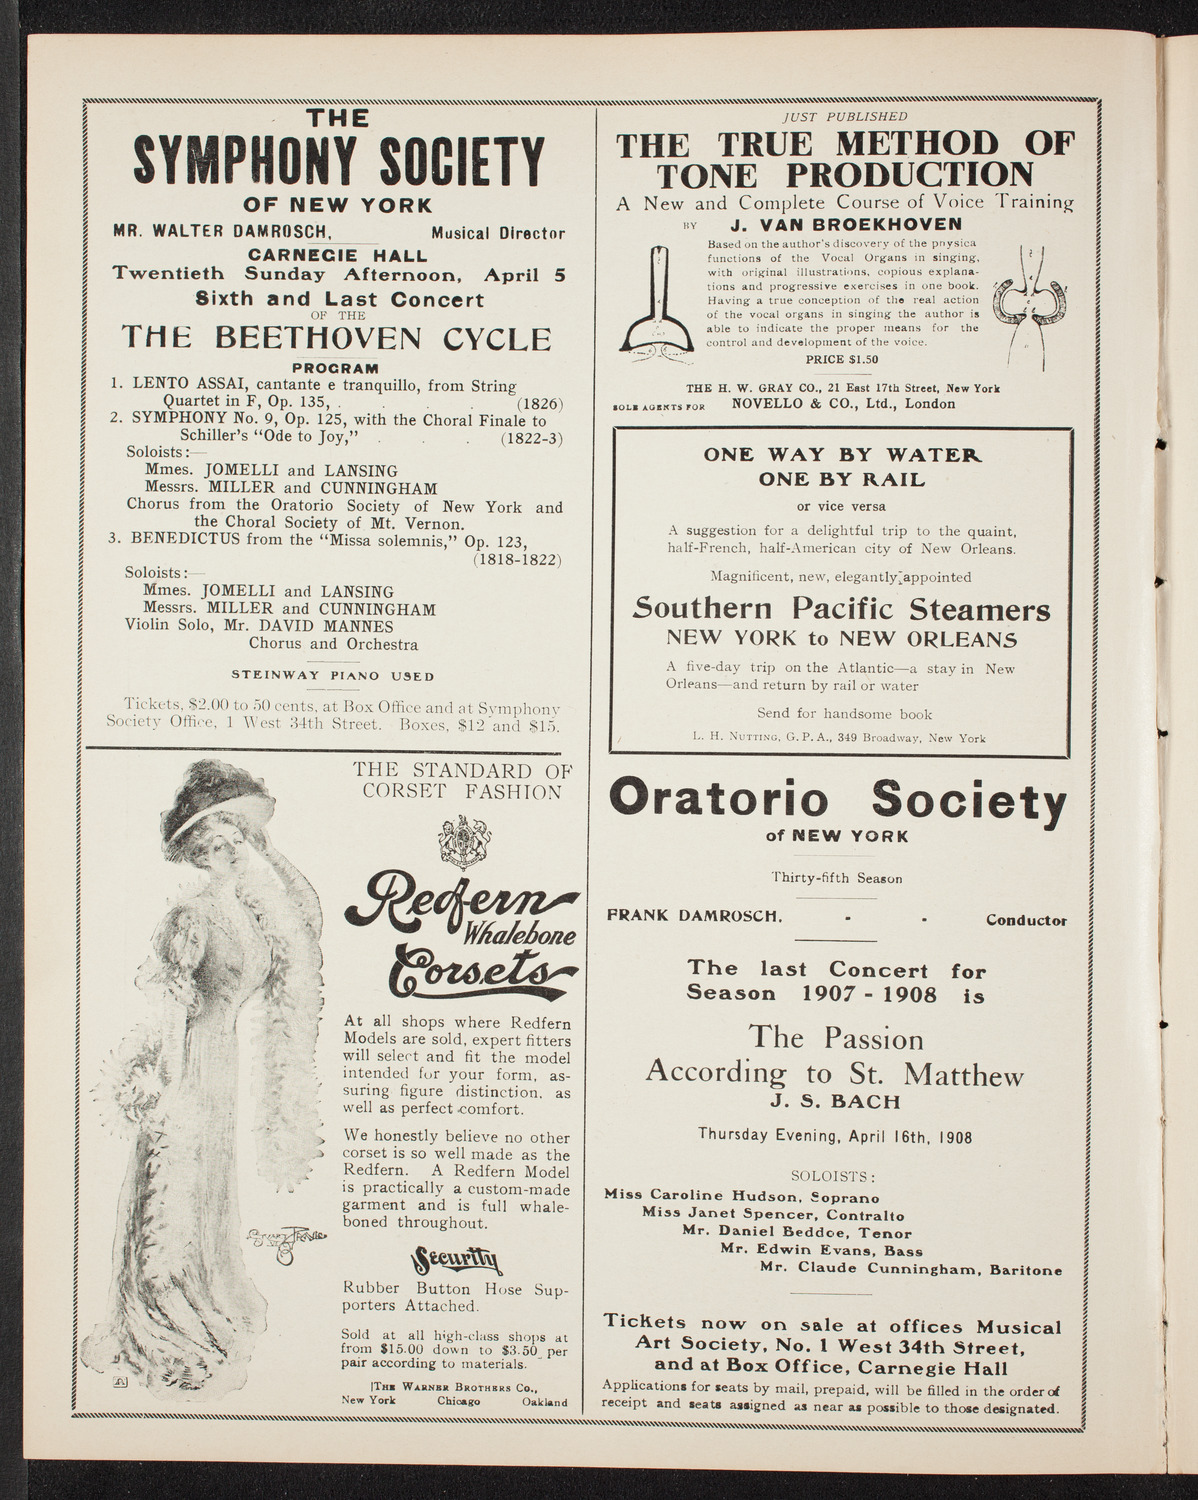 THE
SYMPHONY SOCIETY
OF NEW YORK
MR. WALTER DAMROSCH, Musical Director
CARNEGIE HALL
Twentieth Sunday Afternoon, April 5
Sixth and Last Concert
OF THE
THE BEETHOVEN CYCLE
PROGRAM
1. LENTO ASSAI, cantante e tranquillo, from String
Quartet in F, Op. 135, . . . . (1826)
2. SYMPHONY No. 9, Op. 125, with the Choral Finale to
Schiller's "Ode to Joy," . . . (1822-3)
Soloists:—
Mmes. JOMELLI and LANSING
Messrs. MILLER and CUNNINGHAM
Chorus from the Oratorio Society of New York and
the Choral Society of Mt. Vernon.
3. BENEDICTUS from the "Missa solemnis," Op. 123,
(1818-1822)
Soloists:—
Mmes. JOMELLI and LANSING
Messrs. MILLER and CUNNINGHAM
Violin Solo, Mr. DAVID MANNES
Chorus and Orchestra
STEINWAY PIANO USED
Tickets, $2.00 to 50 cents, at Box Office and at Symphony
Society Office, 1 West 34th Street. Boxes, $12 and $15.
THE STANDARD OF
CORSET FASHION
Redfern
Whalebone
Corsets
At all shops where Redfern
Models are sold, expert fitters
will select and fit the model
intended for your form, as-
suring figure distinction, as
well as perfect comfort.
We honestly believe no other
corset is so well made as the
Redfern. A Redfern Model
is practically a custom-made
garment and is full whale-
boned throughout.
Security
Rubber Button Hose Sup-
porters Attached.
Sold at all high-class shops at
from $15.00 down to $3.50 per
pair according to materials.
THE WARNER BROTHERS CO.,
New York Chicago Oakland
JUST PUBLISHED
THE TRUE METHOD OF
TONE PRODUCTION
A New and Complete Course of Voice Training
BY J. VAN BROEKHOVEN
Based on the author's discovery of the physica
functions of the Vocal Organs in singing,
with original illustrations, copious explana-
tions and progressive exercises in one book.
Having a true conception of the real action
of the vocal organs in singing the author is
able to indicate the proper means for the
control and development of the voice.
PRICE $1.50
THE H. W. GRAY CO., 21 East 17th Street, New York
SOLE AGENTS FOR NOVELLO & CO., Ltd., London
ONE WAY BY WATER
ONE BY RAIL
or vice versa
A suggestion for a delightful trip to the quaint,
half-French, half-American city of New Orleans.
Magnificent, new, elegantly appointed
Southern Pacific Steamers
NEW YORK to NEW ORLEANS
A five-day trip on the Atlantic—a stay in New
Orleans—and return by rail or water
Send for handsome book
L. H. NUTTING, G. P. A., 349 Broadway, New York
Oratorio Society
of NEW YORK
Thirty-fifth Season
FRANK DAMROSCH, - - Conductor
The last Concert for
Season 1907 - 1908 is
The Passion
According to St. Matthew
J. S. BACH
Thursday Evening, April 16th, 1908
SOLOISTS:
Miss Caroline Hudson, Soprano
Miss Janet Spencer, Contralto
Mr. Daniel Beddoe, Tenor
Mr. Edwin Evans, Bass
Mr. Claude Cunningham, Baritone
Tickets now on sale at offices Musical
Art Society, No. 1 West 34th Street,
and at Box Office, Carnegie Hall
Applications for seats by mail, prepaid, will be filled in the order of
receipt and seats assigned as near as possible to those designated.